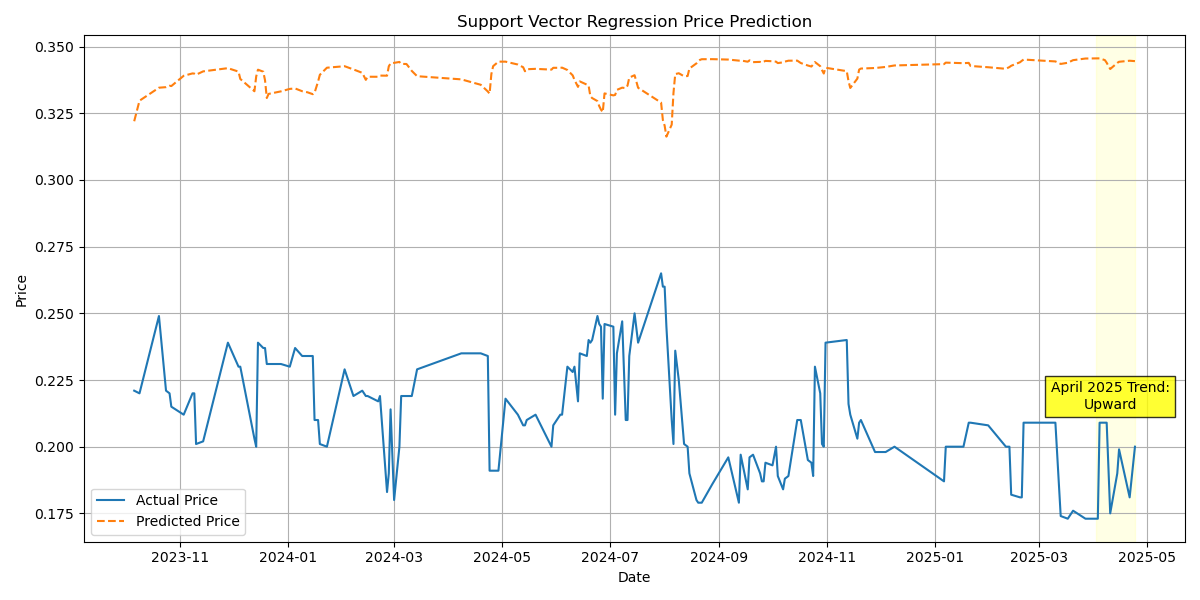 Support Vector Regression Price Prediction
0.350
0.325
0.300
0.275
0.250
0.225
0.200
0.175
Price
April 2025 Trend:
Upward
Actual Price
Predicted Price
2023-11
2024-01
2024-03
2024-05
2024-07
2024-09
2024-11
2025-01
2025-03
2025-05
Date